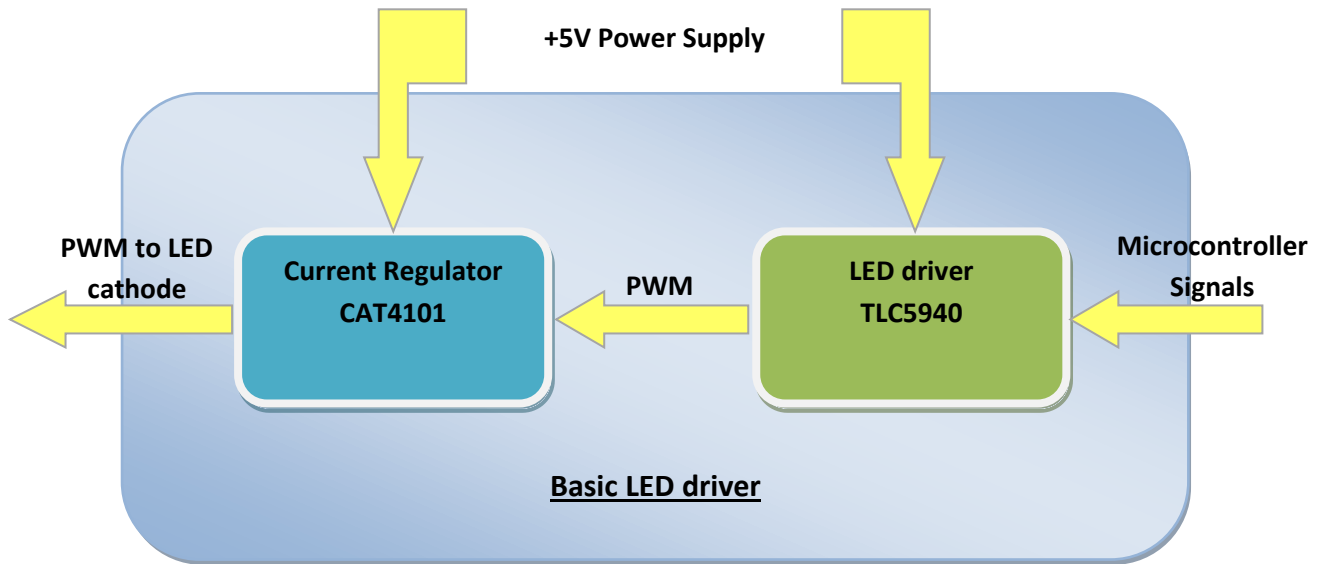 +5V Power Supply
PWM to LED
cathode
Current Regulator
CAT4101
PWM
LED driver
TLC5940
Microcontroller
Signals
Basic LED driver